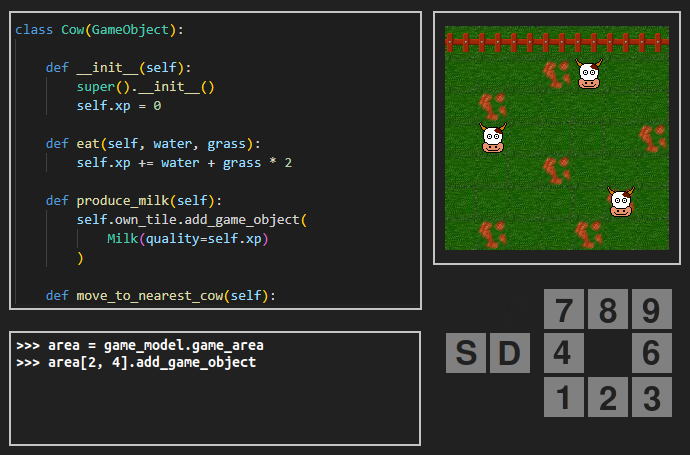 class Cow(GameObject):
def __init__(self):
super().__init__()
self.xp = 0
def eat(self, water, grass):
self.xp += water + grass * 2
def produce_milk(self):
self.own_tile.add_game_object(
Milk(quality=self.xp)
)
def move_to_nearest_cow(self):
>>> area = game_model.game_area
>>> area[2, 4].add_game_object
7 8 9
S D 4 6
1 2 3